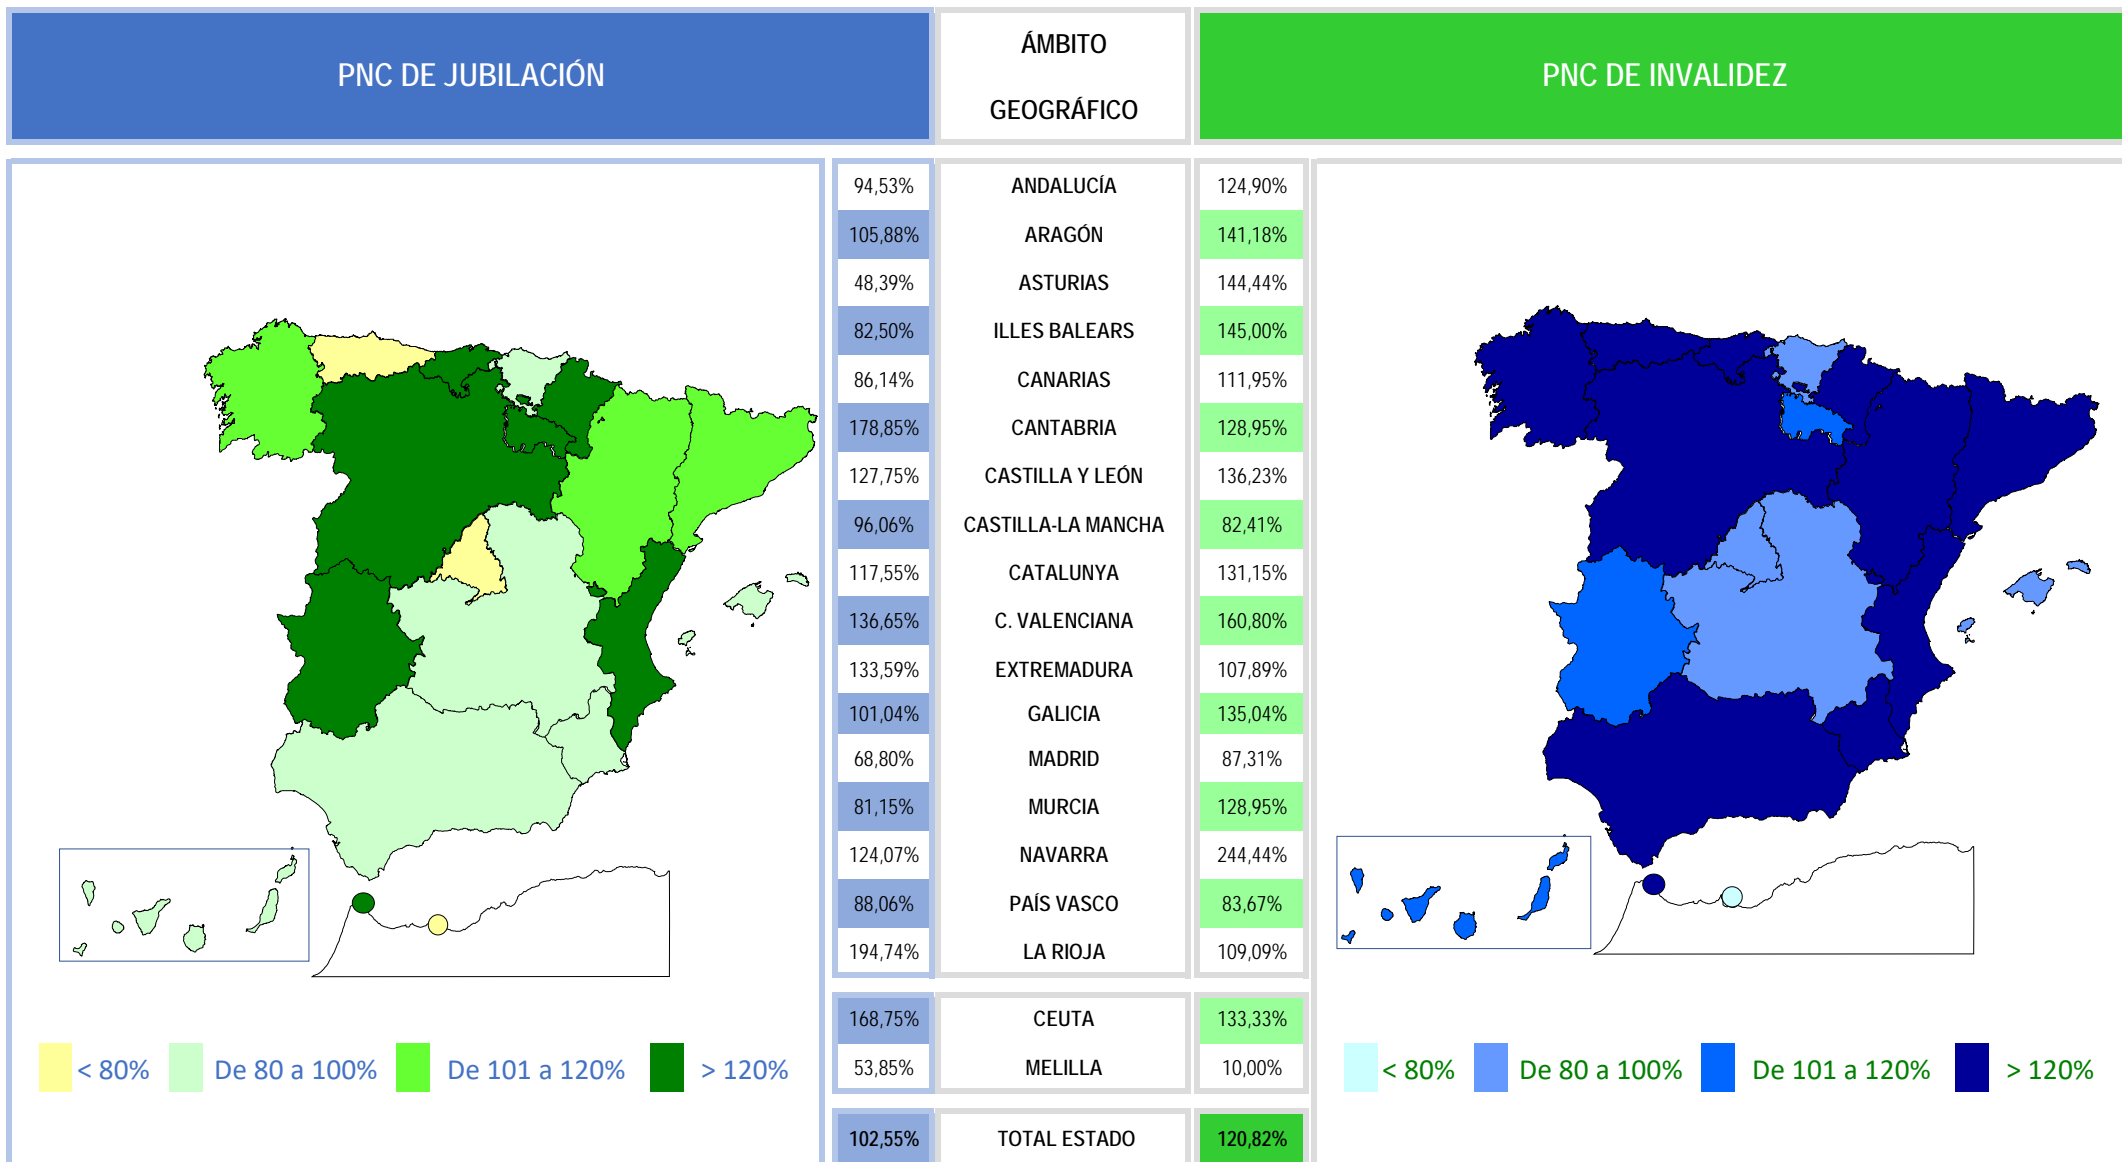 PNC DE JUBILACIÓN
ÁMBITO
GEOGRÁFICO
PNC DE INVALIDEZ
94,53% ANDALUCÍA 124,90%
105,88% ARAGÓN 141,18%
48,39% ASTURIAS 144,44%
82,50% ILLES BALEARS 145,00%
86,14% CANARIAS 111,95%
178,85% CANTABRIA 128,95%
127,75% CASTILLA Y LEÓN 136,23%
96,06% CASTILLA-LA MANCHA 82,41%
117,55% CATALUNYA 131,15%
136,65% C. VALENCIANA 160,80%
133,59% EXTREMADURA 107,89%
101,04% GALICIA 135,04%
68,80% MADRID 87,31%
81,15% MURCIA 128,95%
124,07% NAVARRA 244,44%
88,06% PAÍS VASCO 83,67%
194,74% LA RIOJA 109,09%
168,75% CEUTA 133,33%
53,85% MELILLA 10,00%
102,55% TOTAL ESTADO 120,82%
< 80% De 80 a 100% De 101 a 120% > 120%
< 80% De 80 a 100% De 101 a 120% > 120%